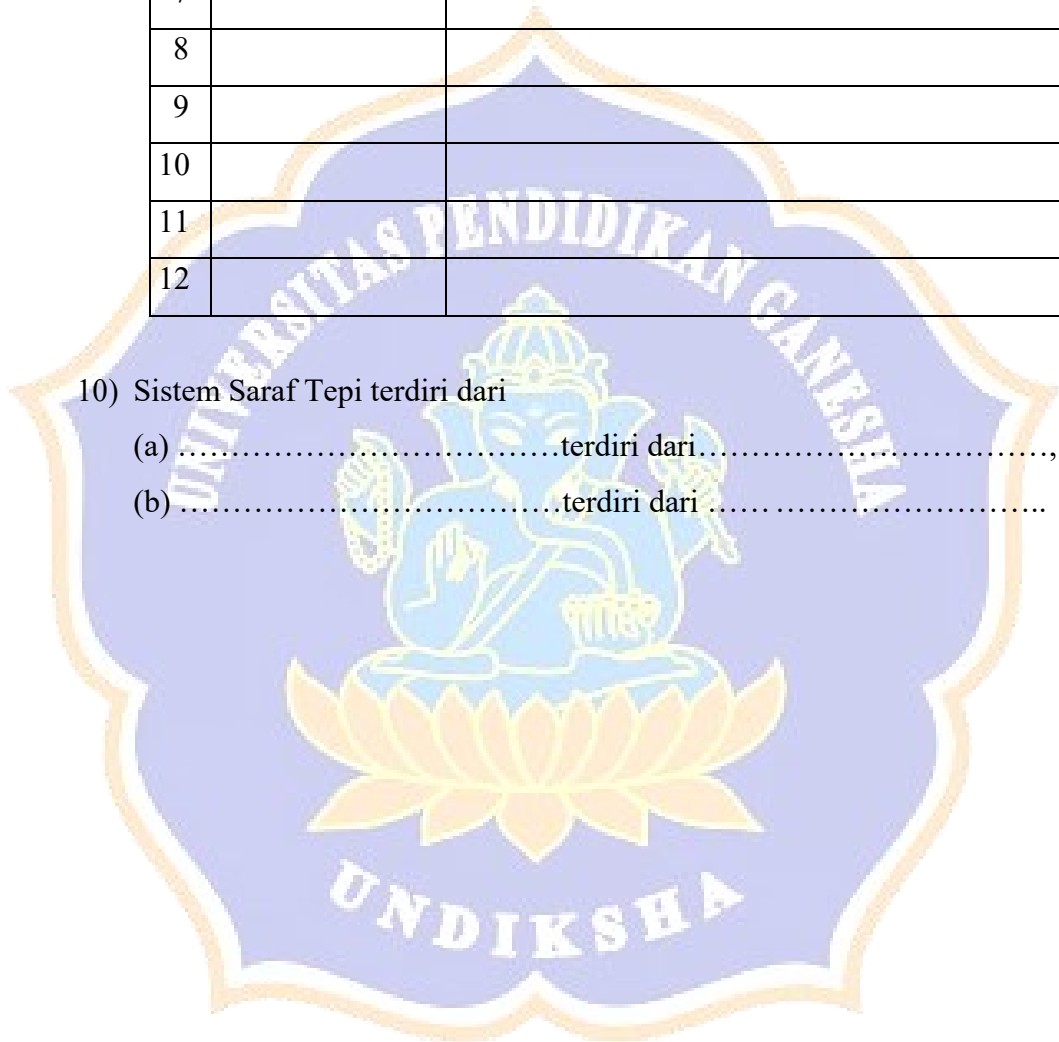 8
9
10
11
12
UNIVERSITAS PENDIDIKAN GANESHA
10) Sistem Saraf Tepi terdiri dari
(a) ……………………………………terdiri dari…………………………………,
(b) ……………………………………terdiri dari …… ………………………..
UNDIKSHA